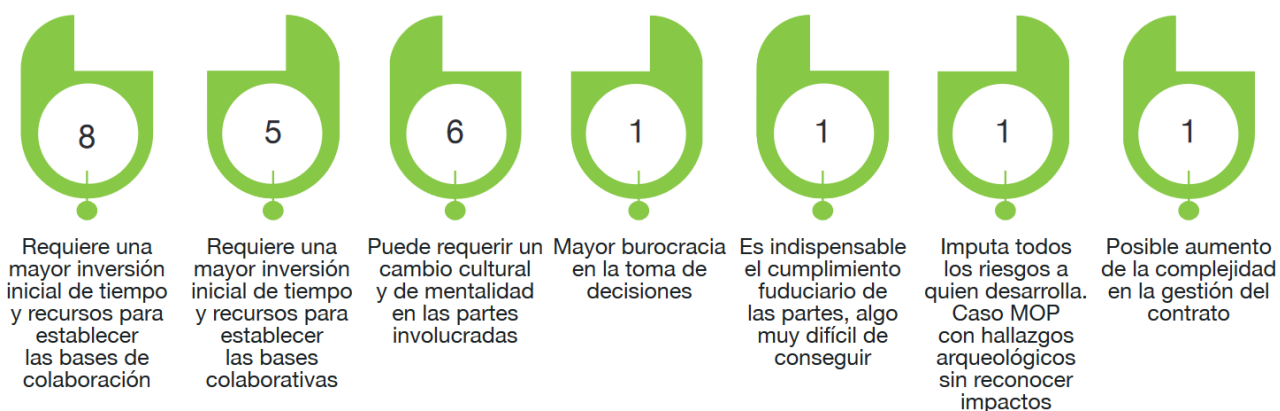 8
Requiere una
mayor inversión
inicial de tiempo
y recursos para
establecer
las bases de
colaboración
5
Requiere una
mayor inversión
inicial de tiempo
y recursos para
establecer
las bases
colaborativas
6
Puede requerir un
cambio cultural
y de mentalidad
en las partes
involucradas
1
Mayor burocracia
en la toma de
decisiones
1
Es indispensable
el cumplimiento
fuduciario de
las partes, algo
muy difícil de
conseguir
1
Imputa todos
los riesgos a
quien desarrolla.
Caso MOP
con hallazgos
arqueológicos
sin reconocer
impactos
1
Posible aumento
de la complejidad
en la gestión del
contrato